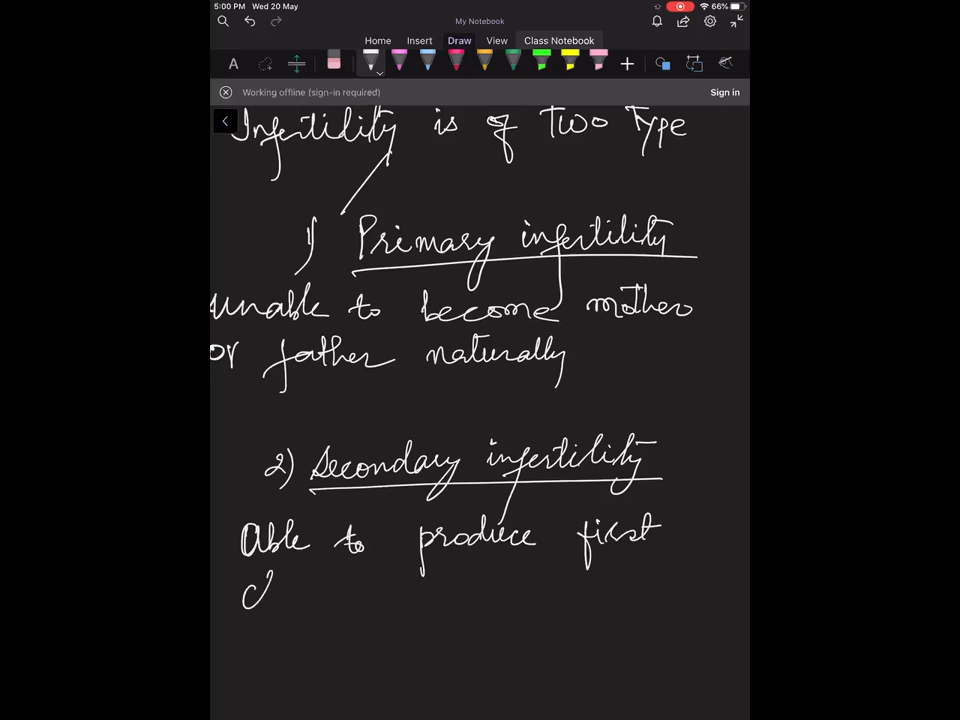 5:00 PM Wed 20 May 66%
My Notebook
Home Insert Draw View Class Notebook
A
Working offline (sign-in required) Sign in
Infertility is of Two Type
1) Primary infertility
unable to become mother
or father naturally
2) Secondary infertility
Able to produce first